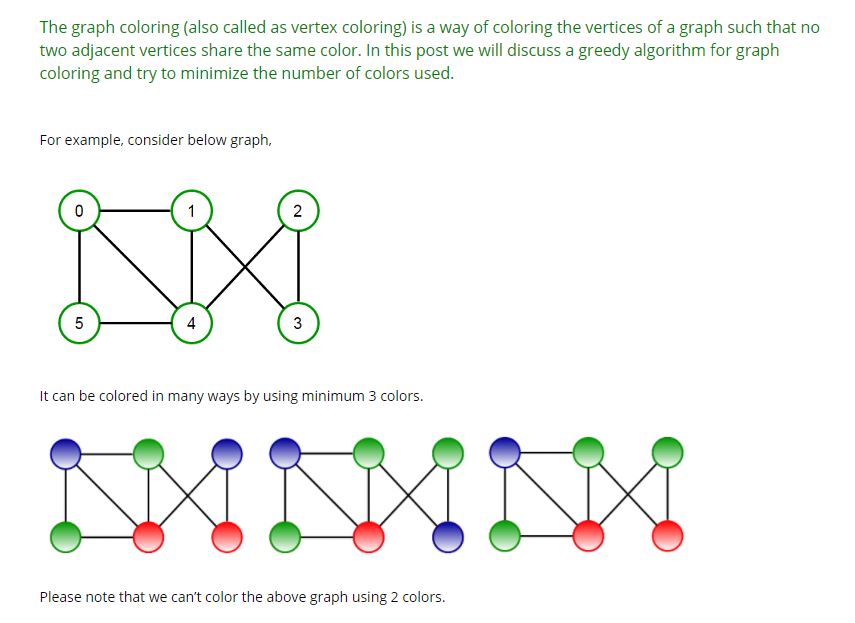 The graph coloring (also called as vertex coloring) is a way of coloring the vertices of a graph such that no
two adjacent vertices share the same color. In this post we will discuss a greedy algorithm for graph
coloring and try to minimize the number of colors used.
For example, consider below graph,
0 1 2
5 4 3
It can be colored in many ways by using minimum 3 colors.
Please note that we can’t color the above graph using 2 colors.